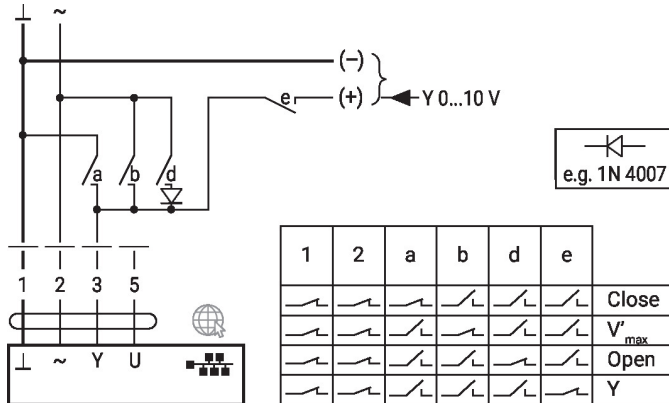 ⊥ ~
(–)
e (+) Y 0...10 V
a b d
e.g. 1N 4007
1 2 3 5
⊥ ~ Y U
1 2 a b d e
Close
V'max
Open
Y